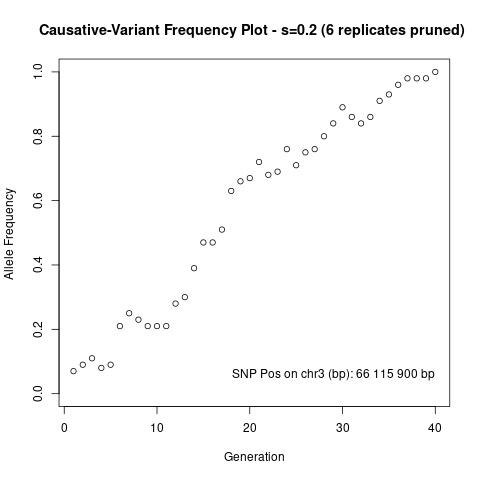 Causative-Variant Frequency Plot - s=0.2 (6 replicates pruned)
1.0
0.8
0.6
0.4
0.2
0.0
Allele Frequency
SNP Pos on chr3 (bp): 66 115 900 bp
0 10 20 30 40
Generation